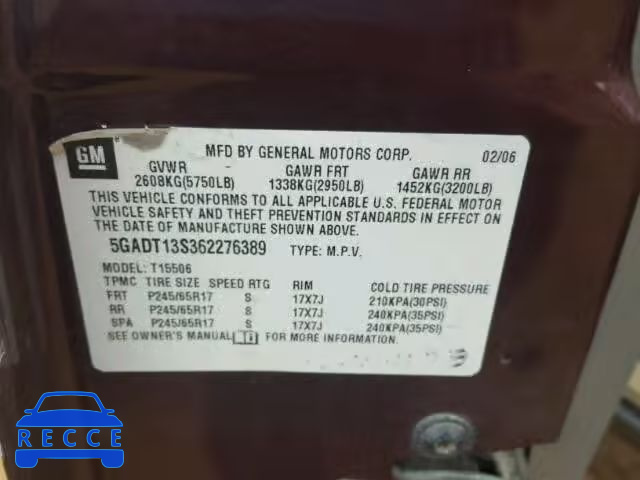 GM
MFD BY GENERAL MOTORS CORP. 02/06
GVWR GAWR FRT GAWR RR
2608KG(5750LB) 1338KG(2950LB) 1452KG(3200LB)
THIS VEHICLE CONFORMS TO ALL APPLICABLE U.S. FEDERAL MOTOR
VEHICLE SAFETY AND THEFT PREVENTION STANDARDS IN EFFECT ON
THE DATE OF MANUFACTURE SHOWN ABOVE.
5GADT13S362276389 TYPE: M.P.V.
MODEL: T15506
TPMC TIRE SIZE SPEED RTG RIM COLD TIRE PRESSURE
FRT P245/65R17 S 17X7J 210KPA(30PSI)
RR P245/65R17 S 17X7J 240KPA(35PSI)
SPA P245/65R17 S 17X7J 240KPA(35PSI)
SEE OWNER'S MANUAL FOR MORE INFORMATION.
RECCE